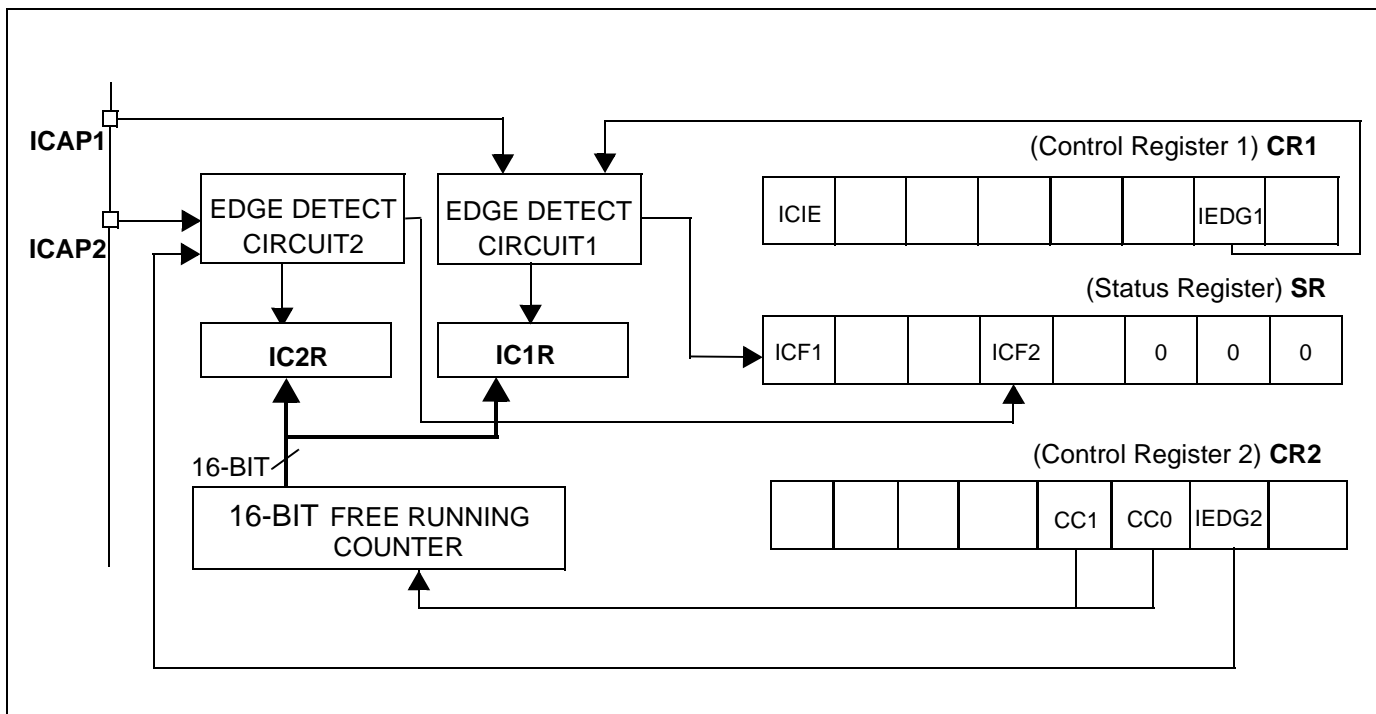 ICAP1
ICAP2
EDGE DETECT
CIRCUIT2
EDGE DETECT
CIRCUIT1
IC2R
IC1R
16-BIT
16-BIT FREE RUNNING
COUNTER
(Control Register 1) CR1
ICIE IEDG1
(Status Register) SR
ICF1 ICF2 0 0 0
(Control Register 2) CR2
CC1 CC0 IEDG2